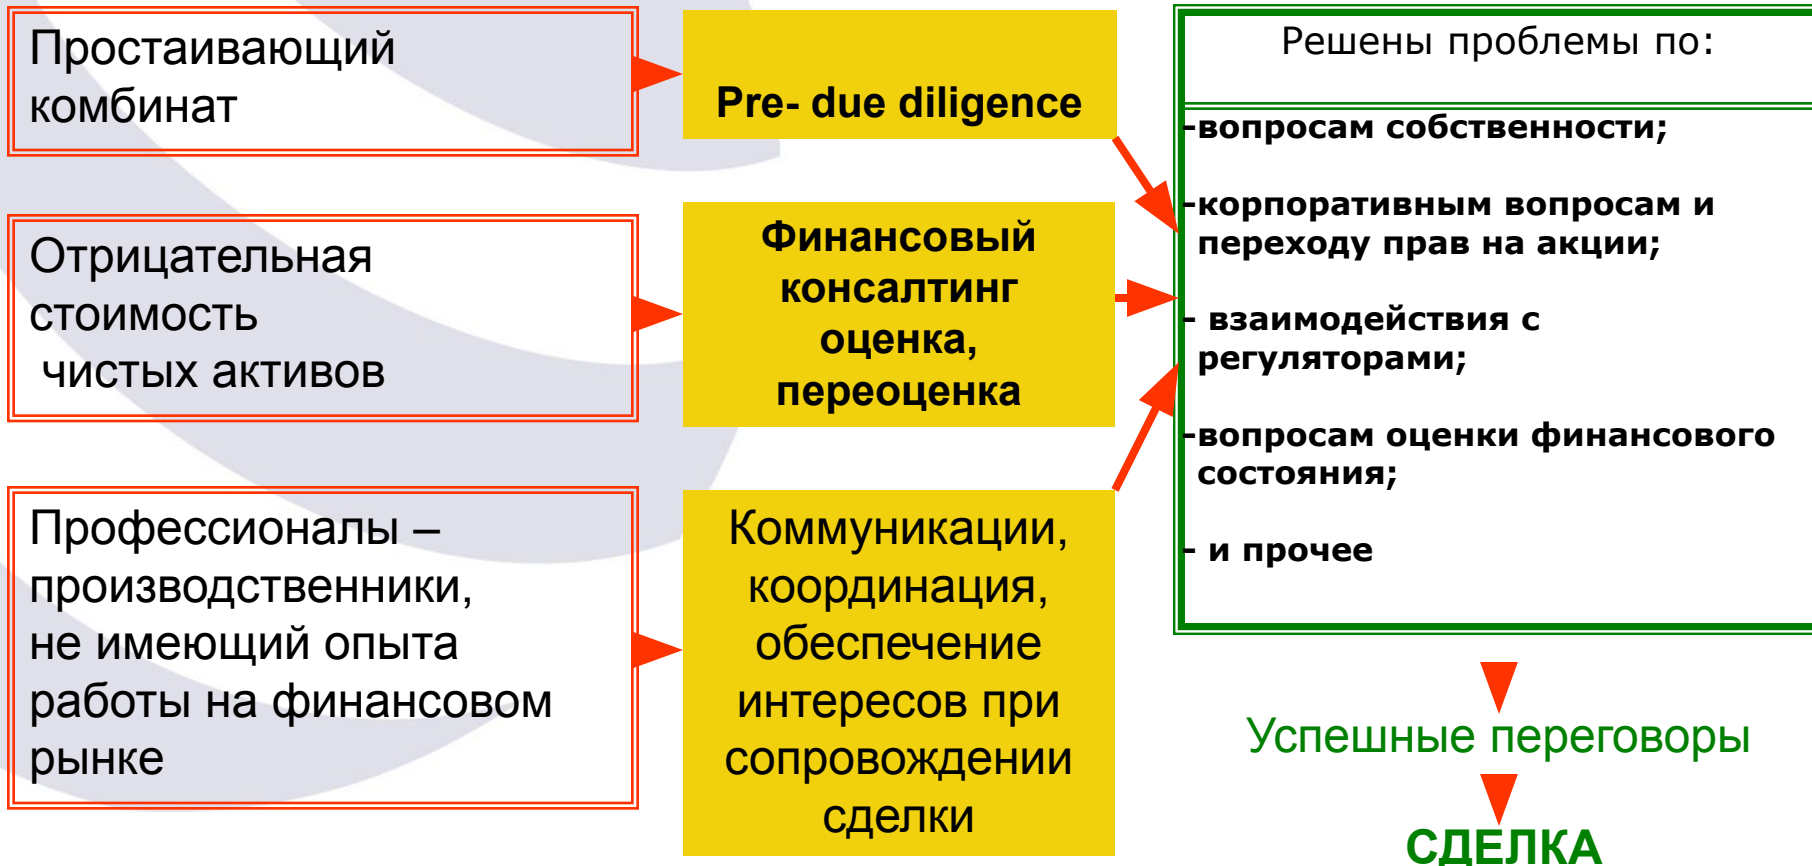 Простаивающий
комбинат
Pre- due diligence
Отрицательная
стоимость
чистых активов
Финансовый
консалтинг
оценка,
переоценка
Профессионалы –
производственники,
не имеющий опыта
работы на финансовом
рынке
Коммуникации,
координация,
обеспечение
интересов при
сопровождении
сделки
Решены проблемы по:
-вопросам собственности;
-корпоративным вопросам и
переходу прав на акции;
- взаимодействия с
регуляторами;
-вопросам оценки финансового
состояния;
- и прочее
Успешные переговоры
СДЕЛКА